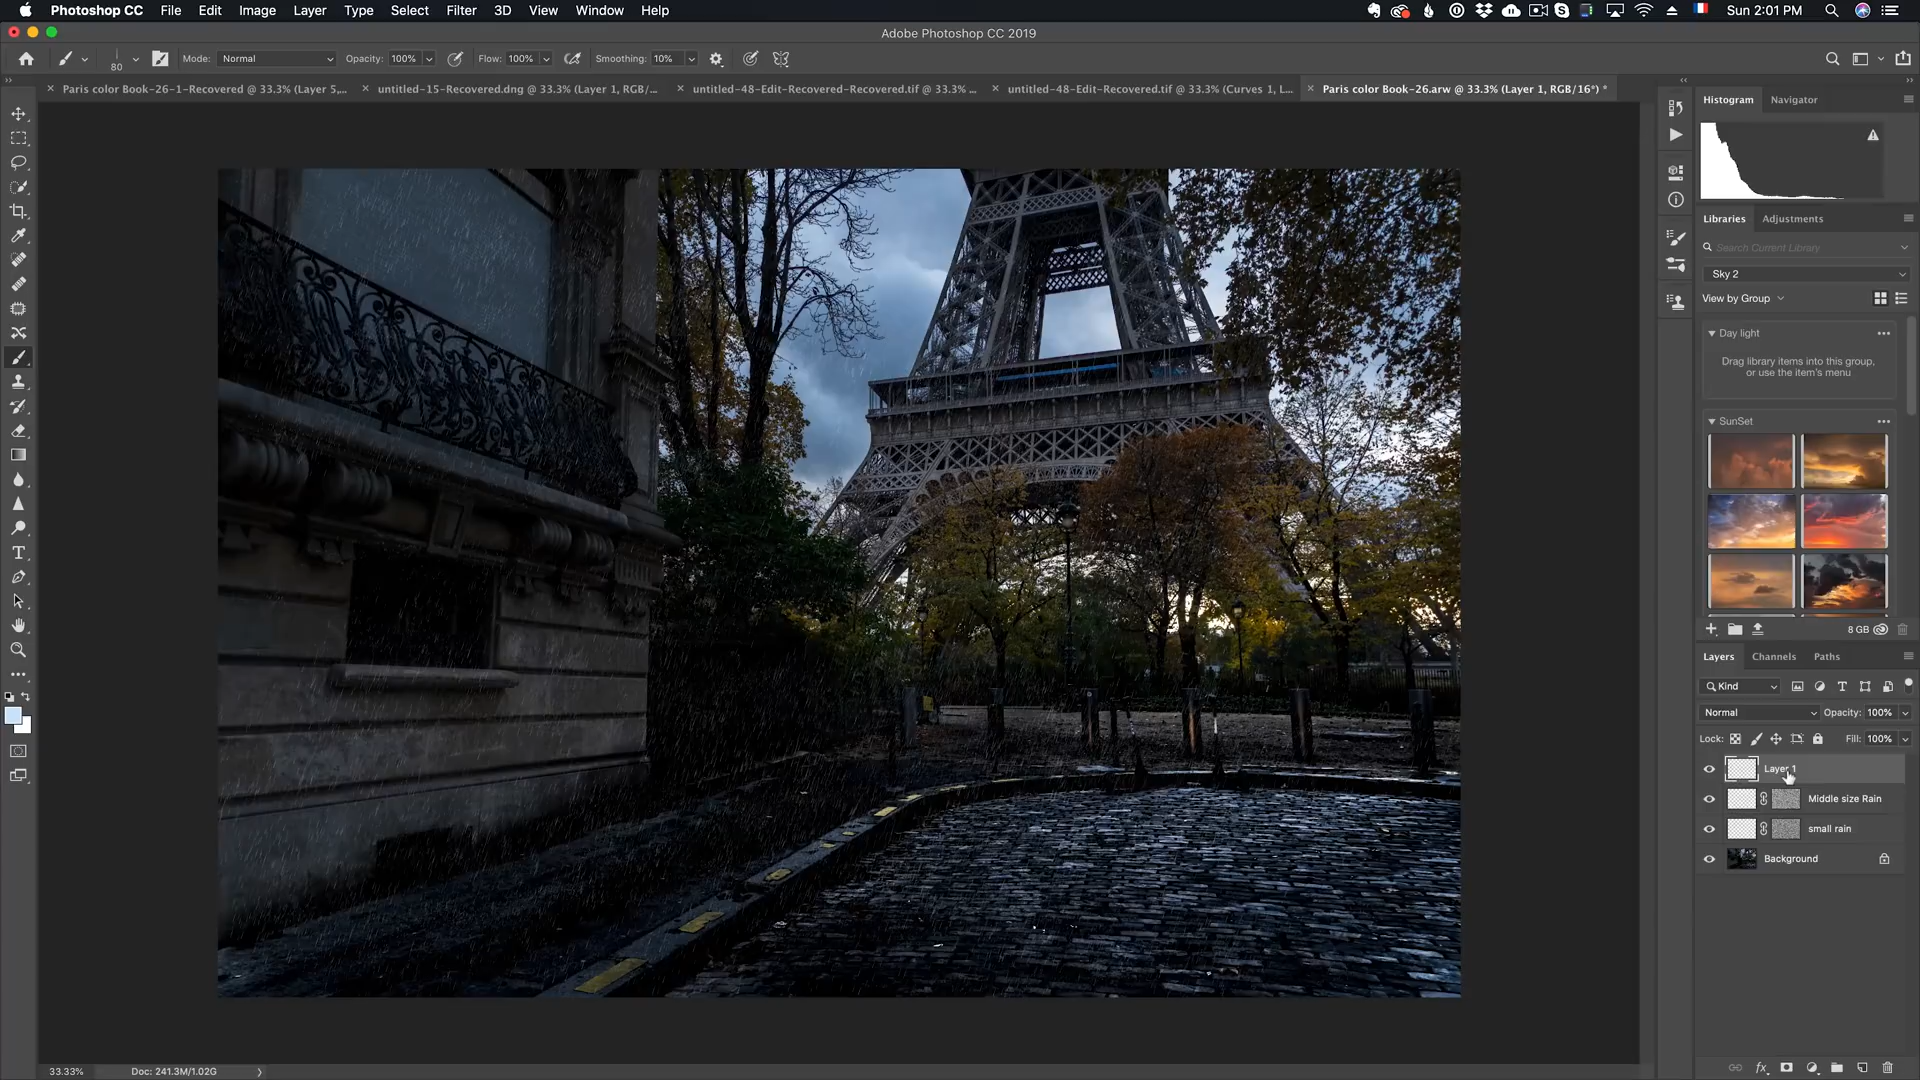 Photoshop CC File Edit Image Layer Type Select Filter 3D View Window Help Sun 2:01 PM
Adobe Photoshop CC 2019
80 Mode: Normal Opacity: 100% Flow: 100% Smoothing: 10%
Paris color Book-26-1-Recovered @ 33.3% (Layer 5,... untitled-15-Recovered.dng @ 33.3% (Layer 1, RGB/... untitled-48-Edit-Recovered-Recovered.tif @ 33.3% ... untitled-48-Edit-Recovered.tif @ 33.3% (Curves 1, L... Paris color Book-26.arw @ 33.3% (Layer 1, RGB/16*) *
Histogram Navigator
Libraries Adjustments
Search Current Library
Sky 2
View by Group
Day light
Drag library items into this group,
or use the item's menu
SunSet
8 GB
Layers Channels Paths
Kind
Normal Opacity: 100%
Lock: Fill: 100%
Layer 1
Middle size Rain
small rain
Background
33.33% Doc: 241.3M/1.02G
fx